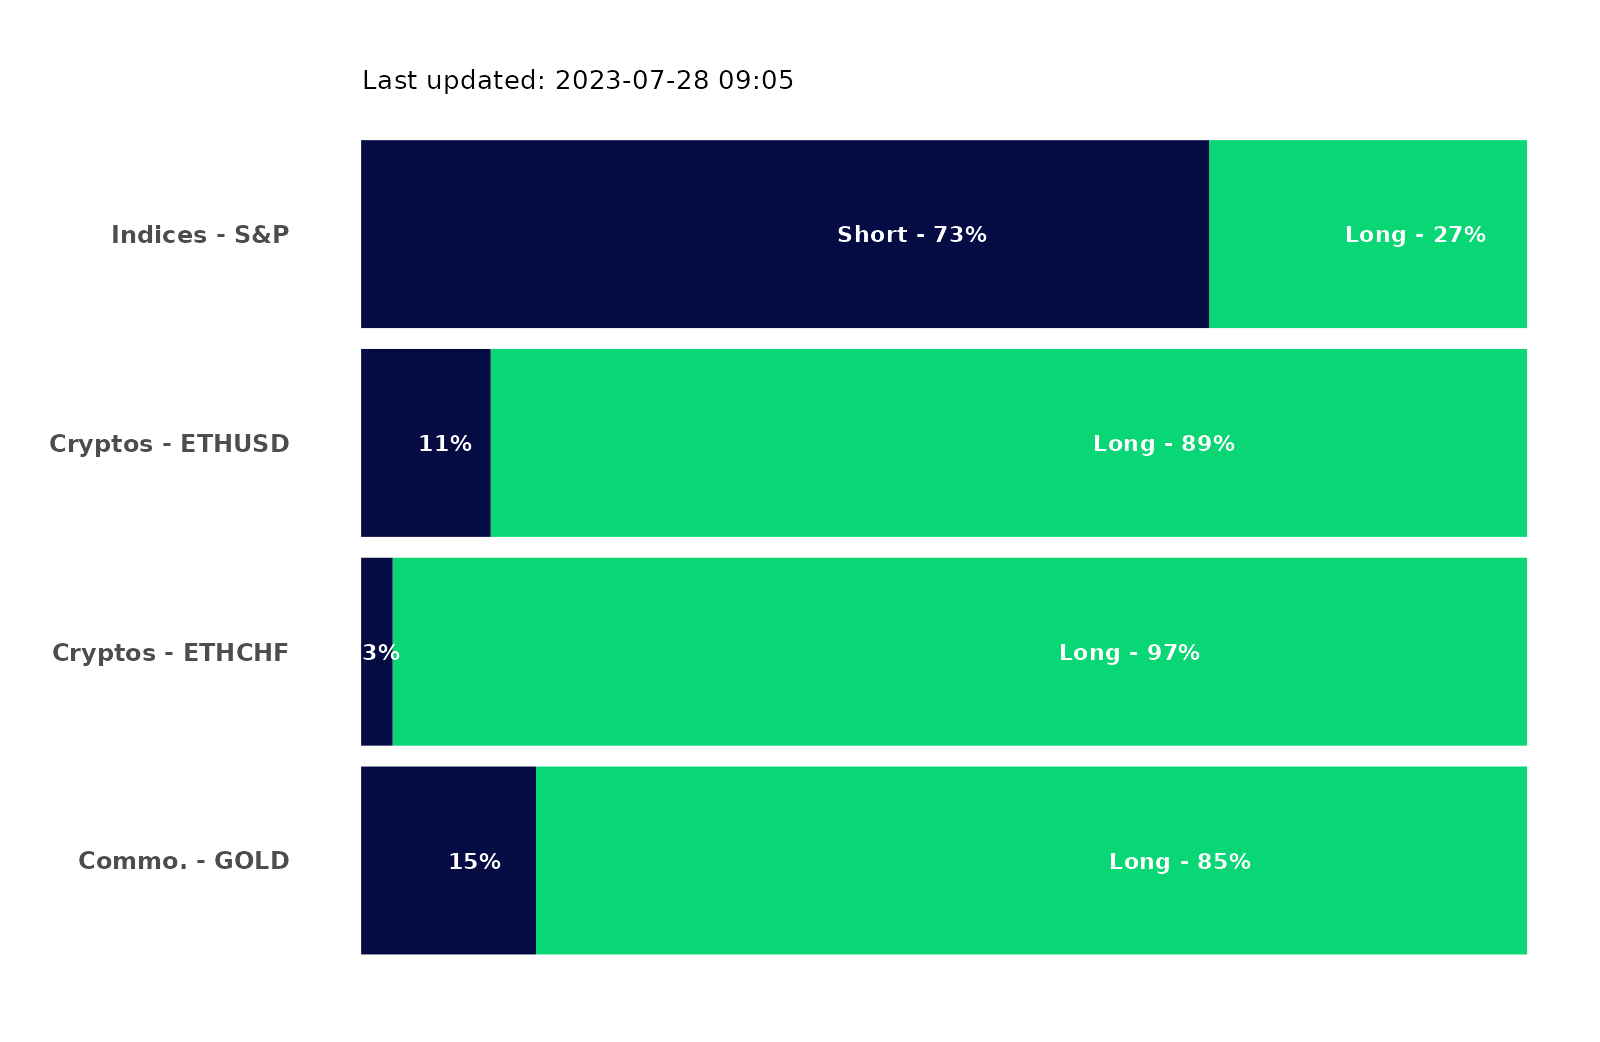 Last updated: 2023-07-28 09:05
Indices - S&P Short - 73% Long - 27%
Cryptos - ETHUSD 11% Long - 89%
Cryptos - ETHCHF 3% Long - 97%
Commo. - GOLD 15% Long - 85%